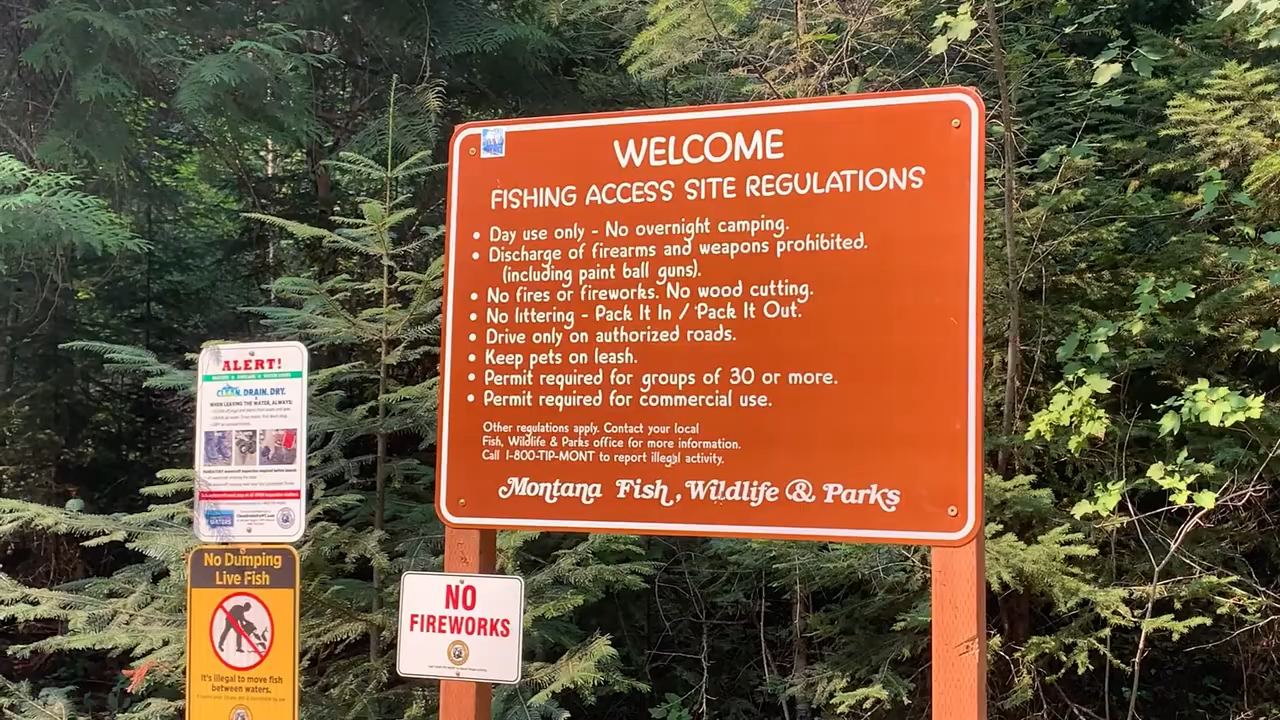 WELCOME
FISHING ACCESS SITE REGULATIONS
• Day use only - No overnight camping.
• Discharge of firearms and weapons prohibited.
(including paint ball guns).
• No fires or fireworks. No wood cutting.
• No littering - Pack It In / Pack It Out.
• Drive only on authorized roads.
• Keep pets on leash.
• Permit required for groups of 30 or more.
• Permit required for commercial use.
Other regulations apply. Contact your local
Fish, Wildlife & Parks office for more information.
Call 1-800-TIP-MONT to report illegal activity.
Montana Fish, Wildlife & Parks
ALERT!
CLEAN. DRAIN. DRY.
WHEN LEAVING THE WATER, ALWAYS:
No Dumping
Live Fish
It's illegal to move fish
between waters.
NO
FIREWORKS